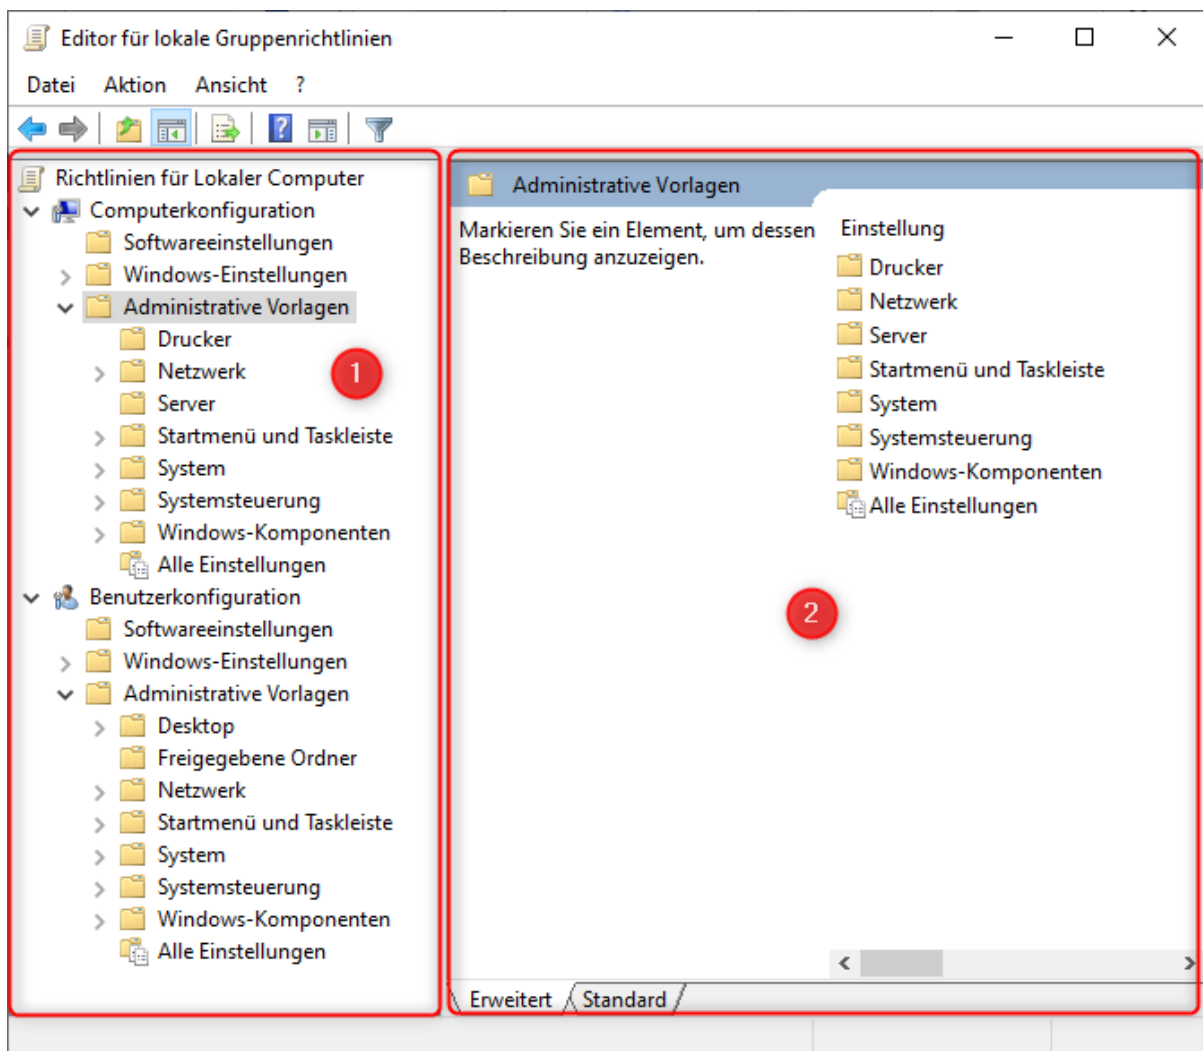 Editor für lokale Gruppenrichtlinien
Datei Aktion Ansicht ?
Richtlinien für Lokaler Computer
Computerkonfiguration
Softwareeinstellungen
Windows-Einstellungen
Administrative Vorlagen
Drucker
Netzwerk
1
Server
Startmenü und Taskleiste
System
Systemsteuerung
Windows-Komponenten
Alle Einstellungen
Benutzerkonfiguration
Softwareeinstellungen
Windows-Einstellungen
Administrative Vorlagen
Desktop
Freigegebene Ordner
Netzwerk
Startmenü und Taskleiste
System
Systemsteuerung
Windows-Komponenten
Alle Einstellungen
Administrative Vorlagen
Markieren Sie ein Element, um dessen
Beschreibung anzuzeigen.
Einstellung
Drucker
Netzwerk
Server
Startmenü und Taskleiste
System
Systemsteuerung
Windows-Komponenten
Alle Einstellungen
2
Erweitert Standard